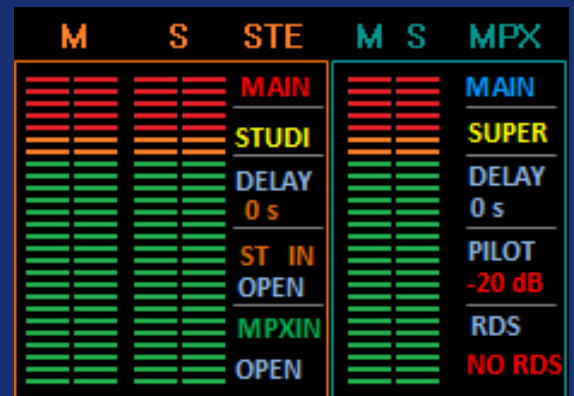 M S STE M S MPX
MAIN MAIN
STUDI SUPER
DELAY DELAY
0 s 0 s
ST IN PILOT
OPEN -20 dB
MPXIN RDS
OPEN NO RDS